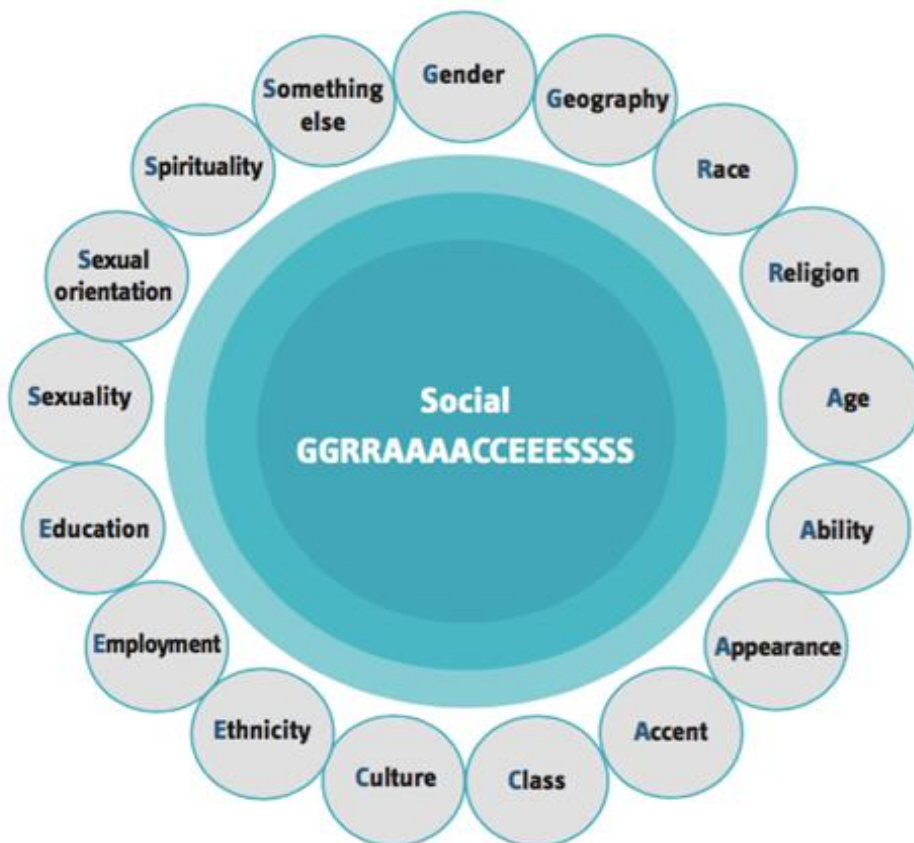 Social
GGRRAAAACCEEESSSS
Gender
Geography
Race
Religion
Age
Ability
Appearance
Accent
Class
Culture
Ethnicity
Employment
Education
Sexuality
Sexual
orientation
Spirituality
Something
else